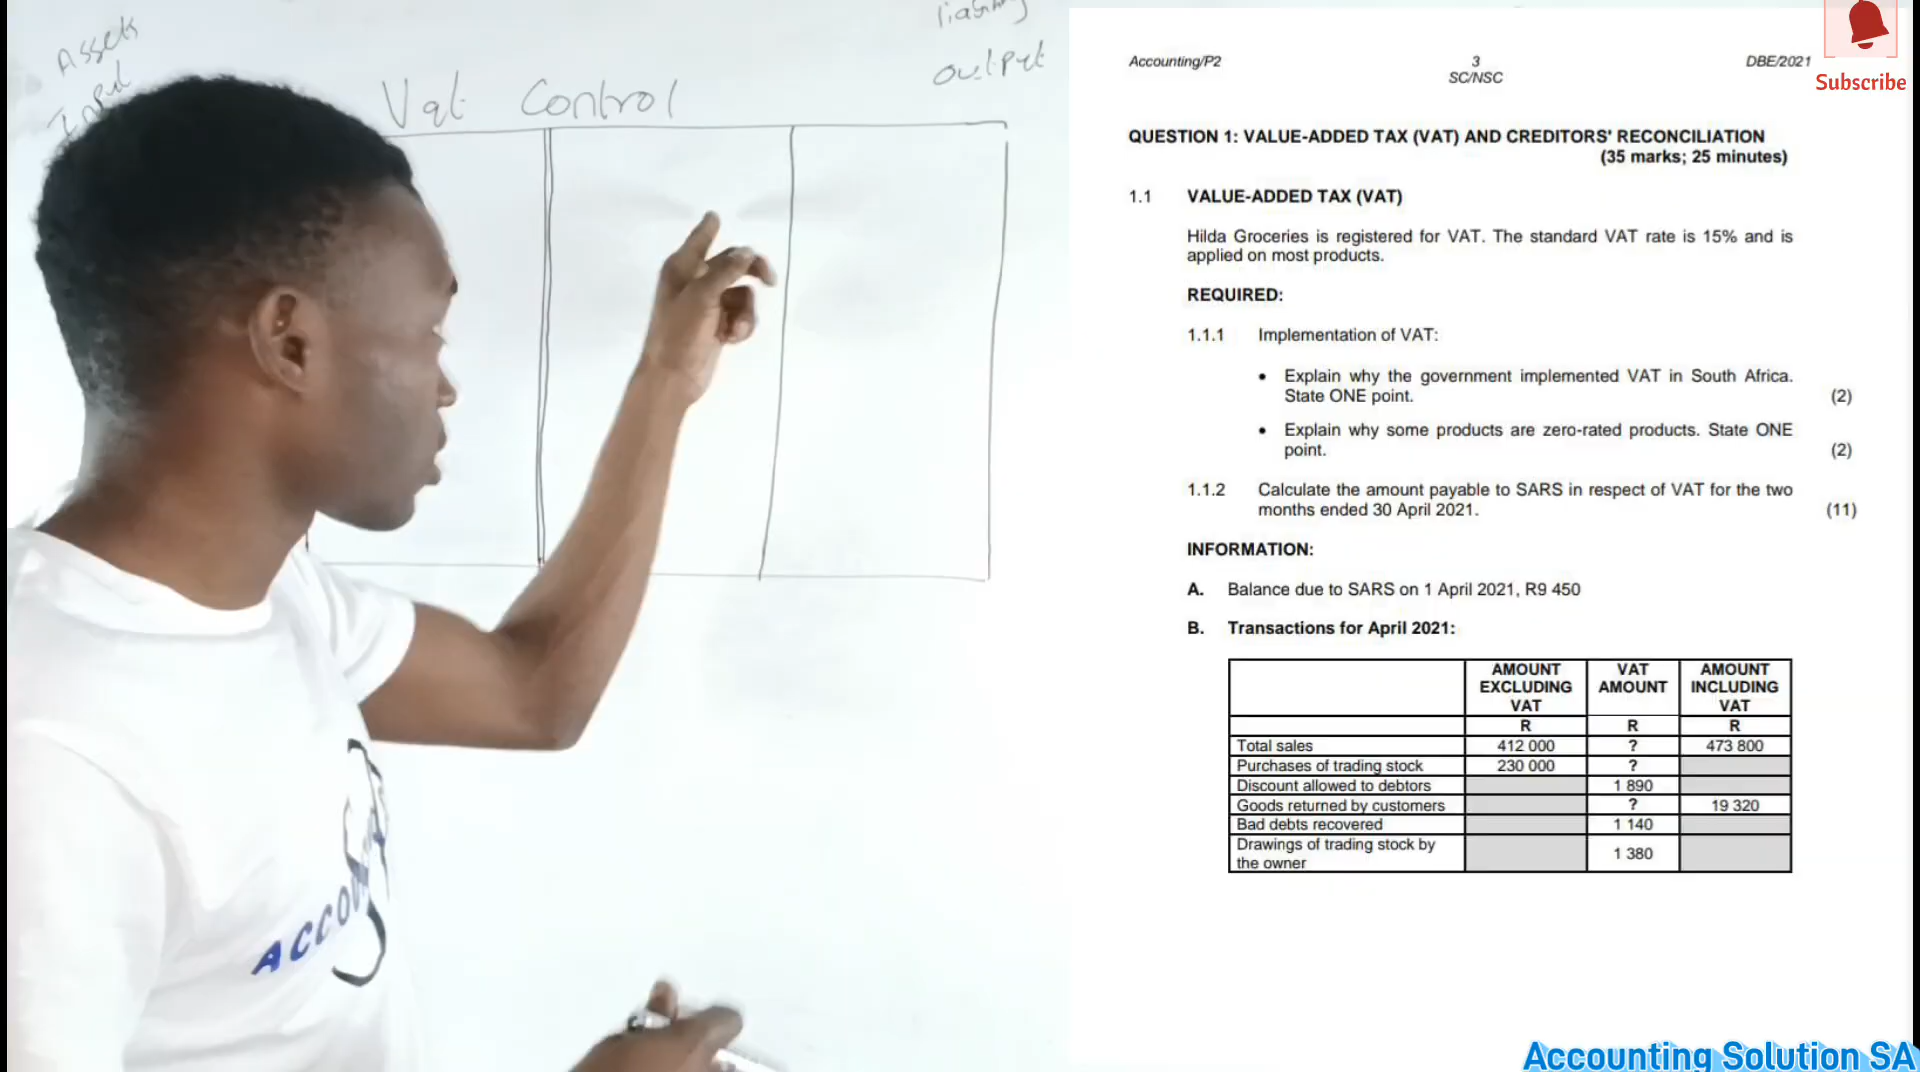 Assets
Input
liability
output
Vat Control
ACCOU
Accounting/P2
3
SC/NSC
DBE/2021
Subscribe
QUESTION 1: VALUE-ADDED TAX (VAT) AND CREDITORS' RECONCILIATION
(35 marks; 25 minutes)
1.1 VALUE-ADDED TAX (VAT)
Hilda Groceries is registered for VAT. The standard VAT rate is 15% and is
applied on most products.
REQUIRED:
1.1.1 Implementation of VAT:
• Explain why the government implemented VAT in South Africa.
State ONE point. (2)
• Explain why some products are zero-rated products. State ONE
point. (2)
1.1.2 Calculate the amount payable to SARS in respect of VAT for the two
months ended 30 April 2021. (11)
INFORMATION:
A. Balance due to SARS on 1 April 2021, R9 450
B. Transactions for April 2021:
AMOUNT EXCLUDING VAT VAT AMOUNT AMOUNT INCLUDING VAT
R R R
Total sales 412 000 ? 473 800
Purchases of trading stock 230 000 ?
Discount allowed to debtors 1 890
Goods returned by customers ? 19 320
Bad debts recovered 1 140
Drawings of trading stock by
the owner 1 380
Accounting Solution SA